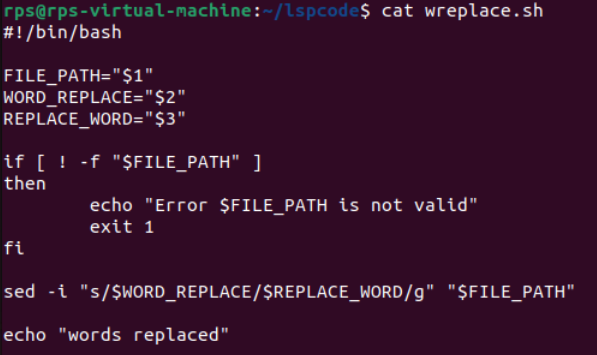 rps@rps-virtual-machine:~/lspcode$ cat wreplace.sh
#!/bin/bash

FILE_PATH="$1"
WORD_REPLACE="$2"
REPLACE_WORD="$3"

if [ ! -f "$FILE_PATH" ]
then
        echo "Error $FILE_PATH is not valid"
        exit 1
fi

sed -i "s/$WORD_REPLACE/$REPLACE_WORD/g" "$FILE_PATH"

echo "words replaced"